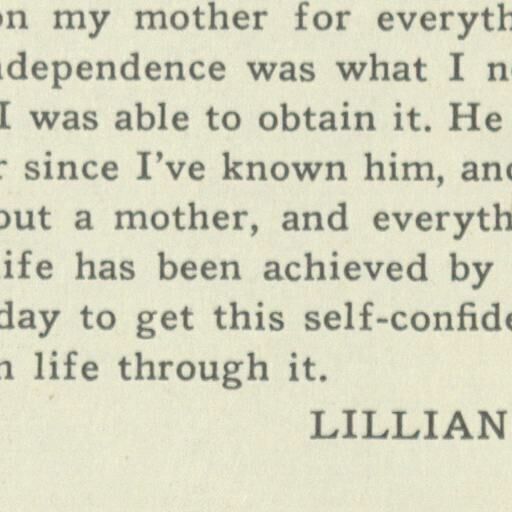 on my mother for everyth
ndependence was what I n
I was able to obtain it. He
r since I've known him, and
out a mother, and everyth
life has been achieved by
day to get this self-confide
n life through it.
LILLIAN